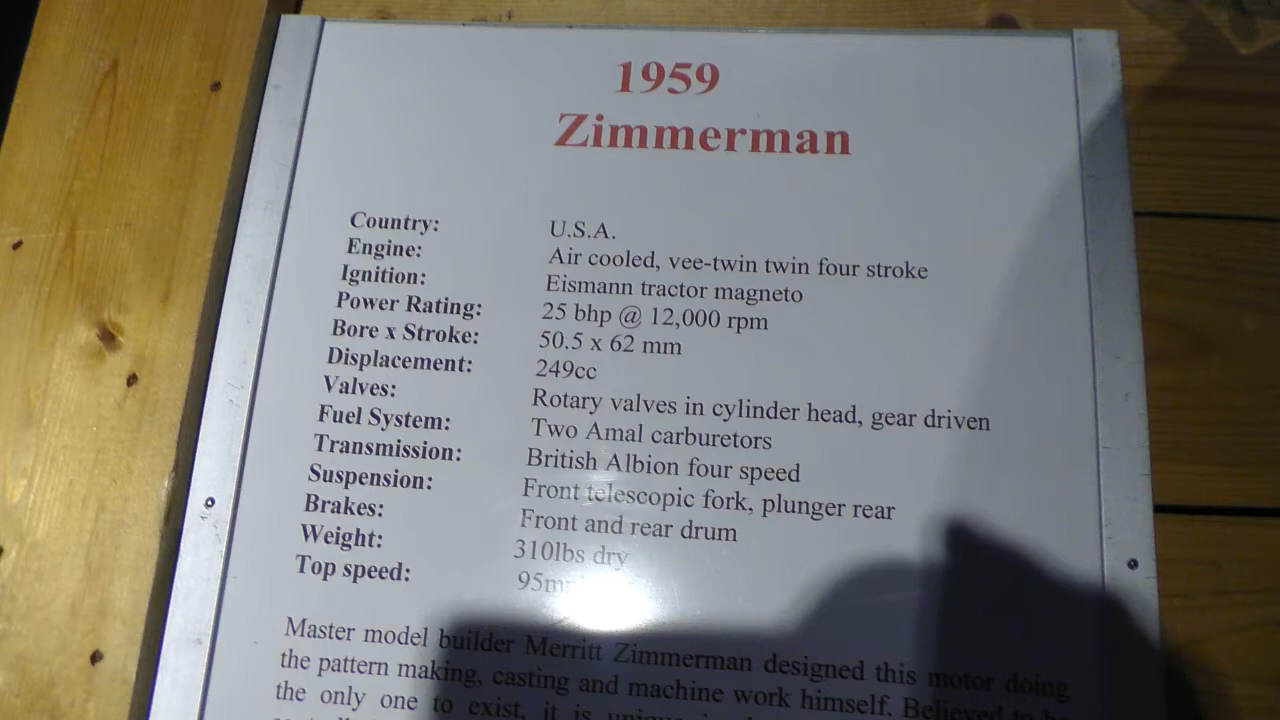 1959
Zimmerman
Country: U.S.A.
Engine: Air cooled, vee-twin twin four stroke
Ignition: Eismann tractor magneto
Power Rating: 25 bhp @ 12,000 rpm
Bore x Stroke: 50.5 x 62 mm
Displacement: 249cc
Valves: Rotary valves in cylinder head, gear driven
Fuel System: Two Amal carburetors
Transmission: British Albion four speed
Suspension: Front telescopic fork, plunger rear
Brakes: Front and rear drum
Weight: 310lbs dry
Top speed:
Master model builder Merritt Zimmerman designed this motor doing
the pattern making, casting and machine work himself. Believed to be
the only one to exist, it is unique